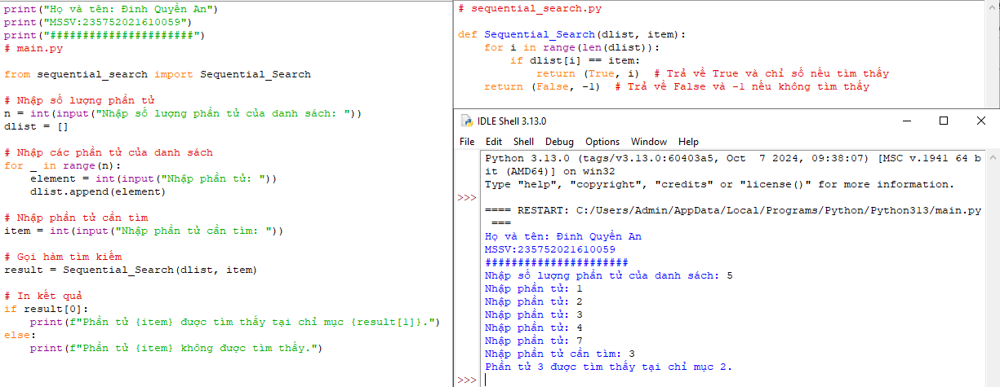 print("Họ và tên: Đinh Quyền An")
print("MSSV:235752021610059")
print("######################")
# main.py
from sequential_search import Sequential_Search
# Nhập số lượng phần tử
n = int(input("Nhập số lượng phần tử của danh sách: "))
dlist = []
# Nhập các phần tử của danh sách
for _ in range(n):
    element = int(input("Nhập phần tử: "))
    dlist.append(element)
# Nhập phần tử cần tìm
item = int(input("Nhập phần tử cần tìm: "))
# Gọi hàm tìm kiếm
result = Sequential_Search(dlist, item)
# In kết quả
if result[0]:
    print(f"Phần tử {item} được tìm thấy tại chỉ mục {result[1]}.")
else:
    print(f"Phần tử {item} không được tìm thấy.")
# sequential_search.py
def Sequential_Search(dlist, item):
    for i in range(len(dlist)):
        if dlist[i] == item:
            return (True, i)  # Trả về True và chỉ số nếu tìm thấy
    return (False, -1)  # Trả về False và -1 nếu không tìm thấy
IDLE Shell 3.13.0
File Edit Shell Debug Options Window Help
Python 3.13.0 (tags/v3.13.0:60403a5, Oct  7 2024, 09:38:07) [MSC v.1941 64 b
it (AMD64)] on win32
Type "help", "copyright", "credits" or "license()" for more information.
>>>
==== RESTART: C:/Users/Admin/AppData/Local/Programs/Python/Python313/main.py
===
Họ và tên: Đinh Quyền An
MSSV:235752021610059
######################
Nhập số lượng phần tử của danh sách: 5
Nhập phần tử: 1
Nhập phần tử: 2
Nhập phần tử: 3
Nhập phần tử: 4
Nhập phần tử: 7
Nhập phần tử cần tìm: 3
Phần tử 3 được tìm thấy tại chỉ mục 2.
>>>